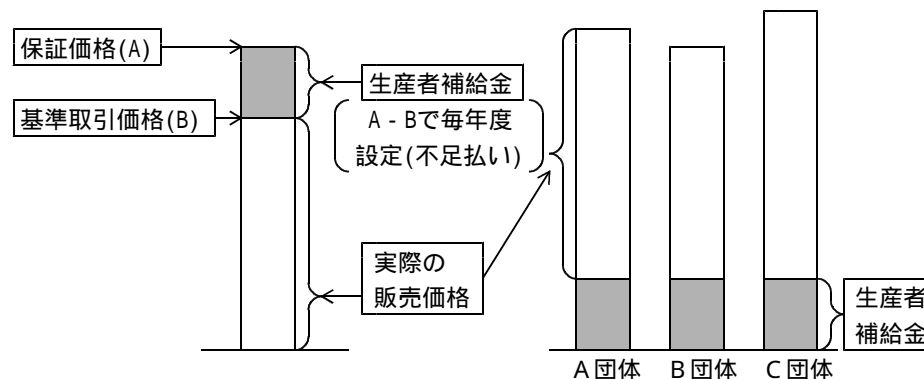 保証価格(A)
基準取引価格(B)
生産者補給金
A - Bで毎年度
設定(不足払い)
実際の
販売価格
生産者
補給金
A団体 B団体 C団体